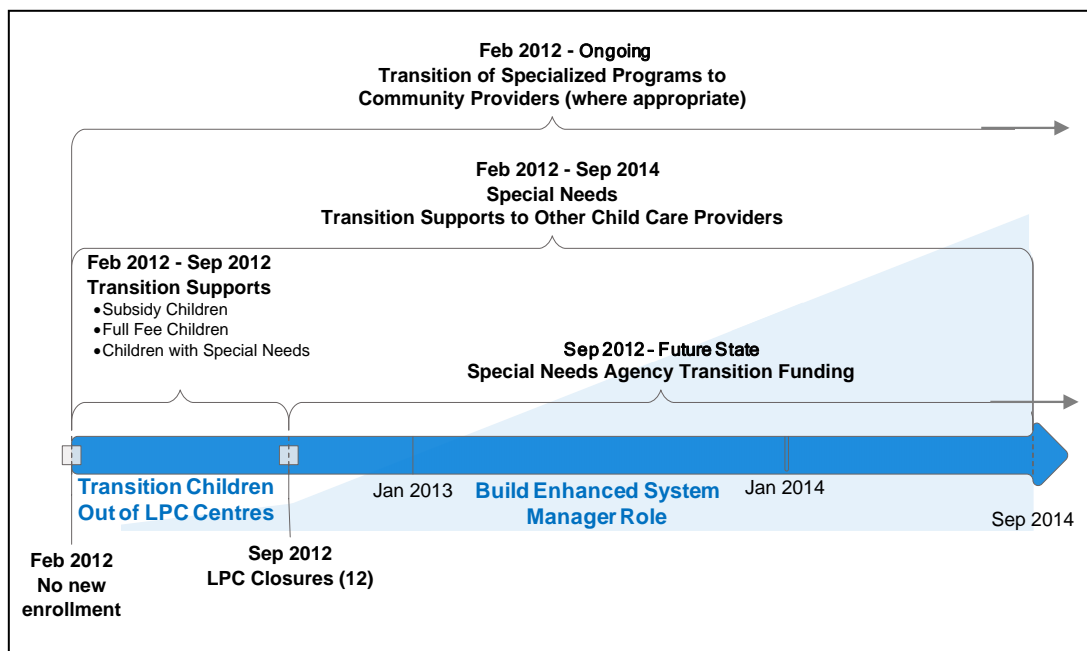 Feb 2012 - Ongoing
Transition of Specialized Programs to
Community Providers (where appropriate)
Feb 2012 - Sep 2014
Special Needs
Transition Supports to Other Child Care Providers
Feb 2012 - Sep 2012
Transition Supports
•Subsidy Children
•Full Fee Children
•Children with Special Needs
Sep 2012 - Future State
Special Needs Agency Transition Funding
Transition Children
Out of LPC Centres
Jan 2013
Build Enhanced System
Manager Role
Jan 2014
Sep 2014
Feb 2012
No new
enrollment
Sep 2012
LPC Closures (12)